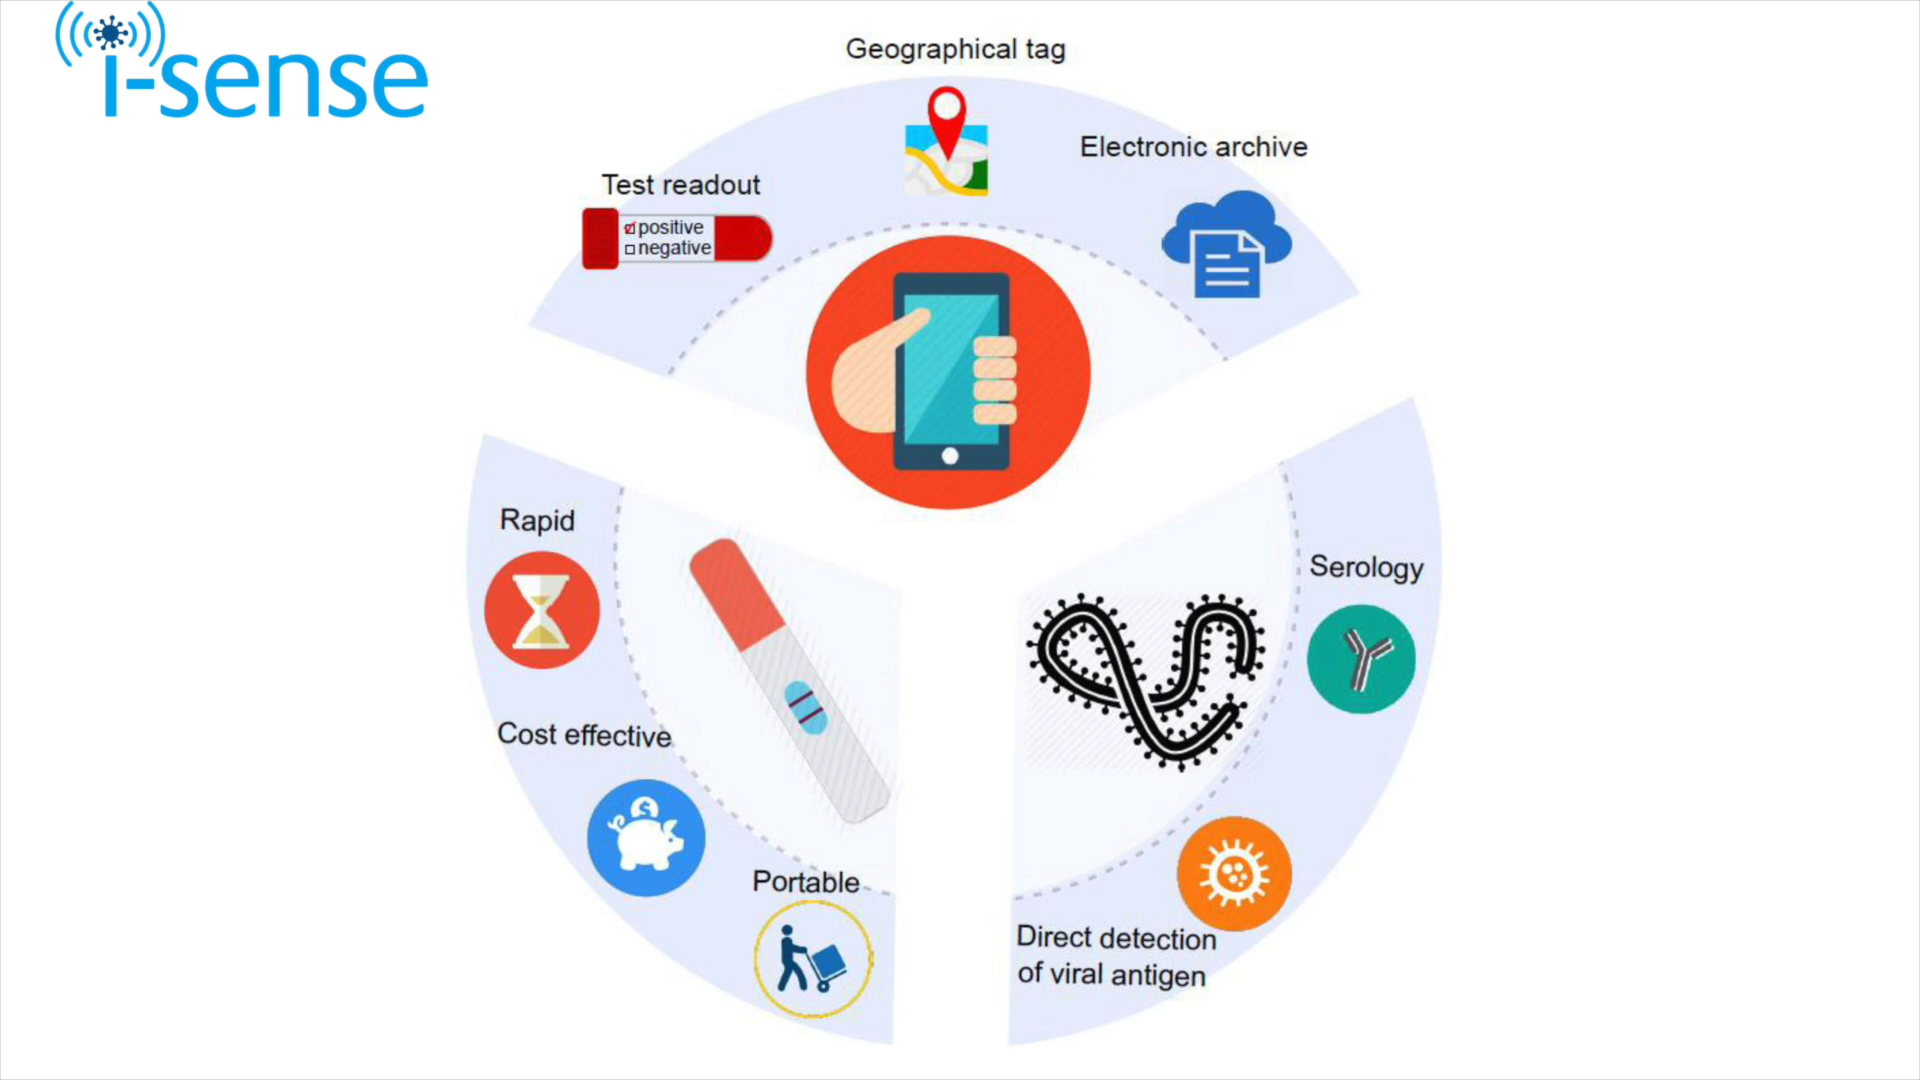 i-sense
Geographical tag
Electronic archive
Test readout
positive
negative
Rapid
Serology
Cost effective
Portable
Direct detection
of viral antigen